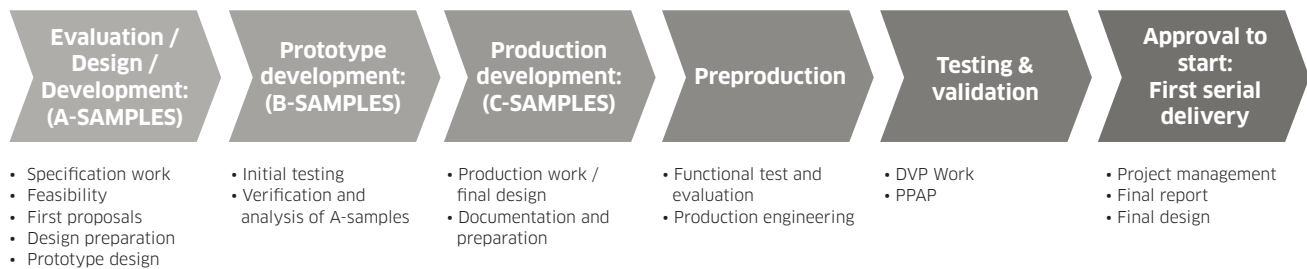 Evaluation /
Design /
Development:
(A-SAMPLES)
Prototype
development:
(B-SAMPLES)
Production
development:
(C-SAMPLES)
Preproduction
Testing &
validation
Approval to
start:
First serial
delivery
• Specification work
• Feasibility
• First proposals
• Design preparation
• Prototype design
• Initial testing
• Verification and
analysis of A-samples
• Production work /
final design
• Documentation and
preparation
• Functional test and
evaluation
• Production engineering
• DVP Work
• PPAP
• Project management
• Final report
• Final design